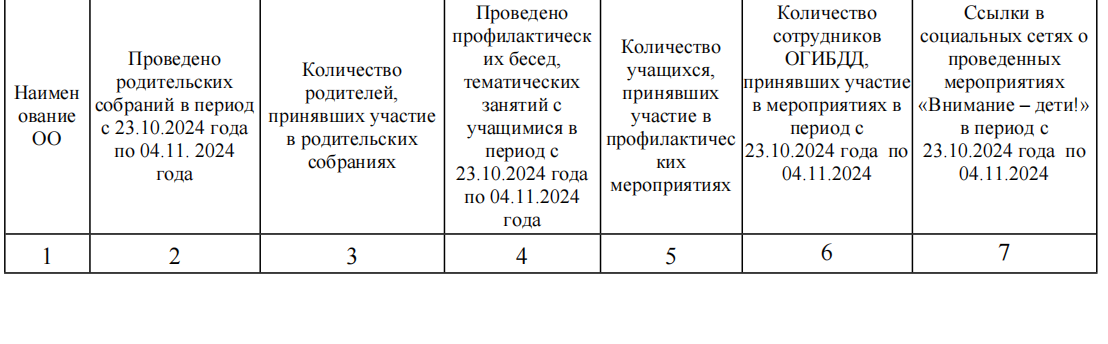 Наимен
ование
ОО
Проведено
родительских
собраний в период
с 23.10.2024 года
по 04.11. 2024
года
Количество
родителей,
принявших участие
в родительских
собраниях
Проведено
профилактическ
их бесед,
тематических
занятий с
учащимися в
период с
23.10.2024 года
по 04.11.2024
года
Количество
учащихся,
принявших
участие в
профилактичес
ких
мероприятиях
Количество
сотрудников
ОГИБДД,
принявших участие
в мероприятиях в
период с
23.10.2024 года по
04.11.2024
Ссылки в
социальных сетях о
проведенных
мероприятиях
«Внимание – дети!»
в период с
23.10.2024 года по
04.11.2024
1 2 3 4 5 6 7